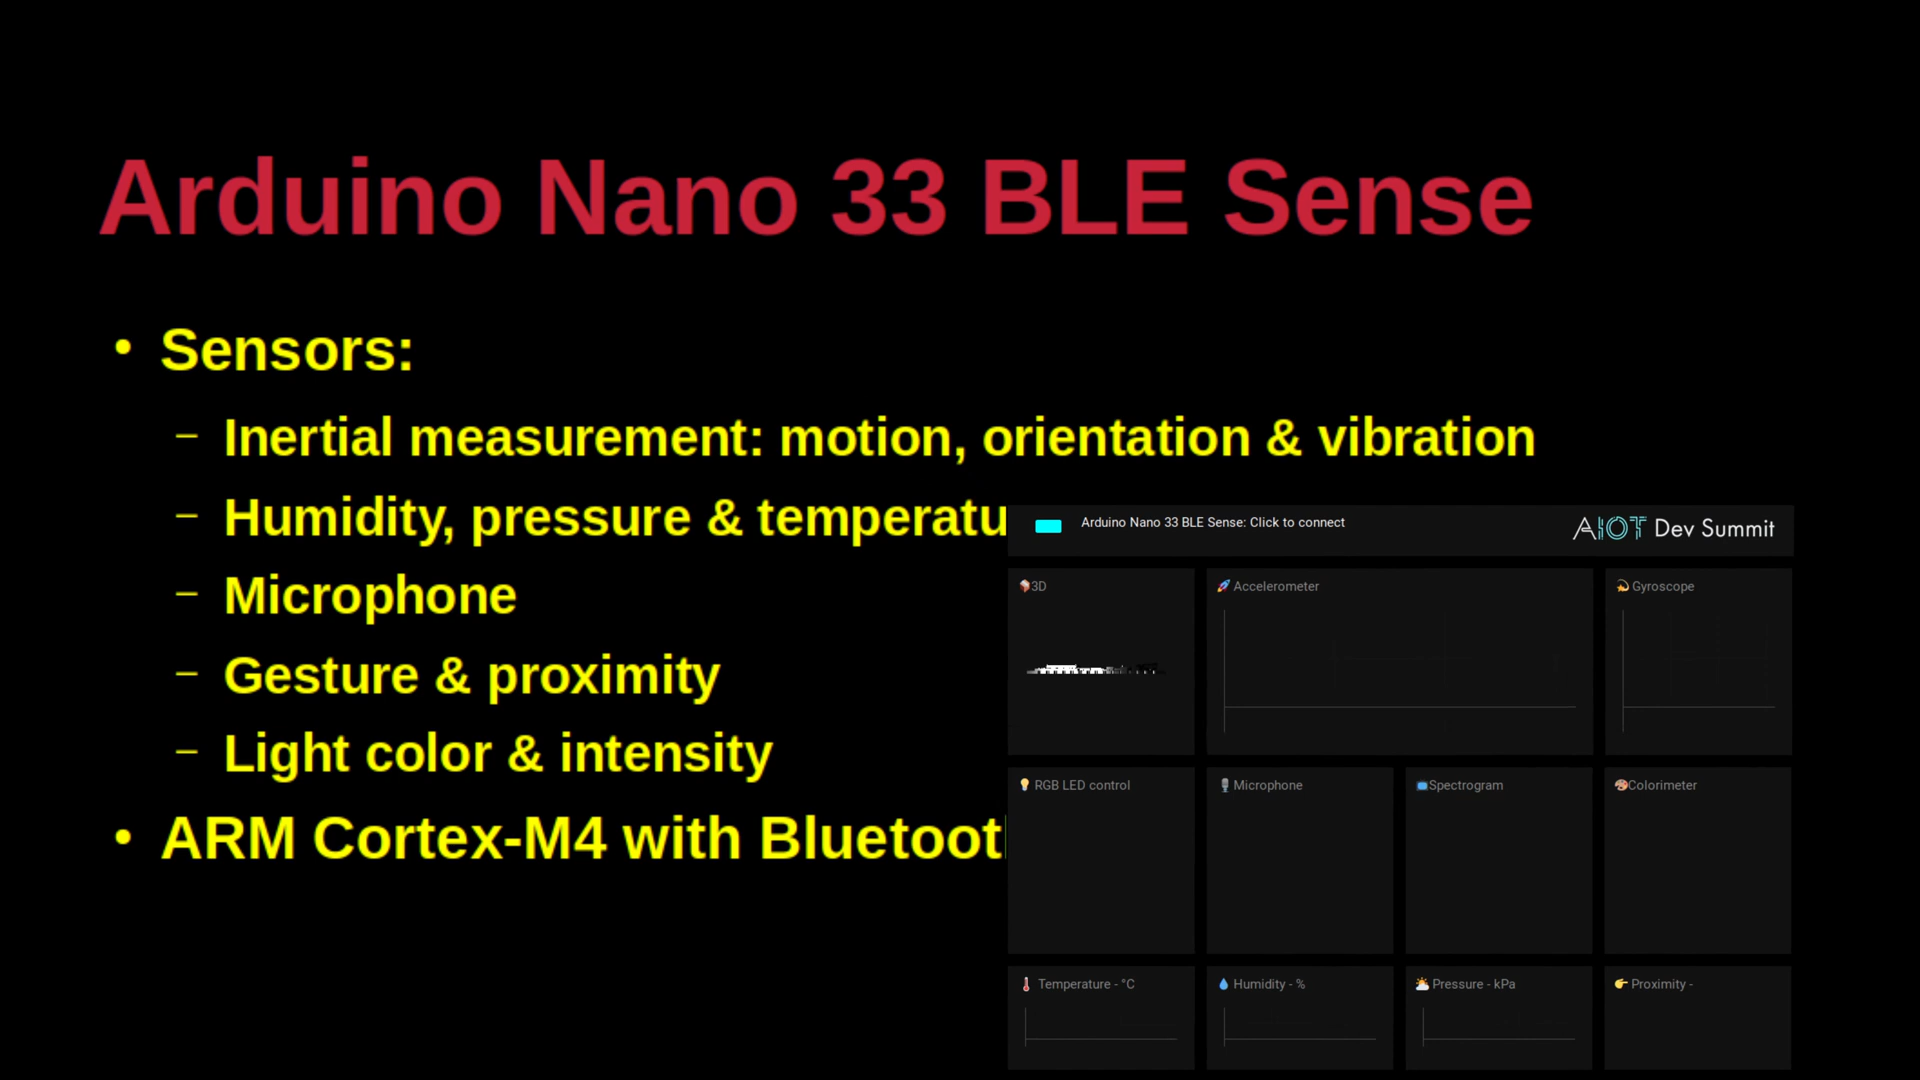 Arduino Nano 33 BLE Sense
• Sensors:
– Inertial measurement: motion, orientation & vibration
– Humidity, pressure & temperatu
– Microphone
– Gesture & proximity
– Light color & intensity
• ARM Cortex-M4 with Bluetoot
Arduino Nano 33 BLE Sense: Click to connect
AIOT Dev Summit
3D
Accelerometer
Gyroscope
RGB LED control
Microphone
Spectrogram
Colorimeter
Temperature - °C
Humidity - %
Pressure - kPa
Proximity -